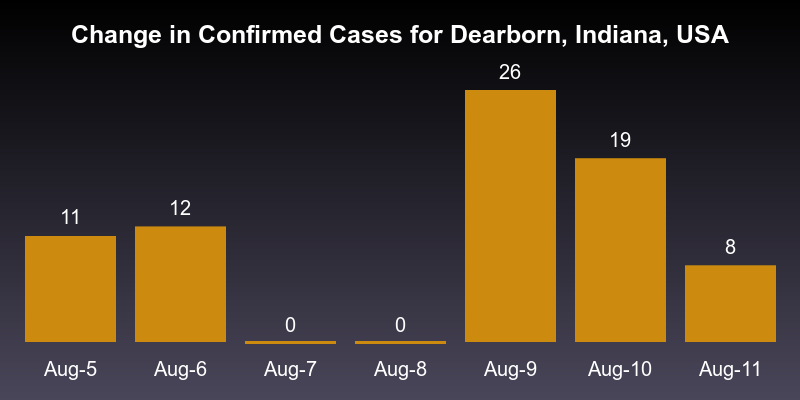 Change in Confirmed Cases for Dearborn, Indiana, USA
26
19
12
11
8
0
0
Aug-5
Aug-6
Aug-7
Aug-8
Aug-9
Aug-10
Aug-11